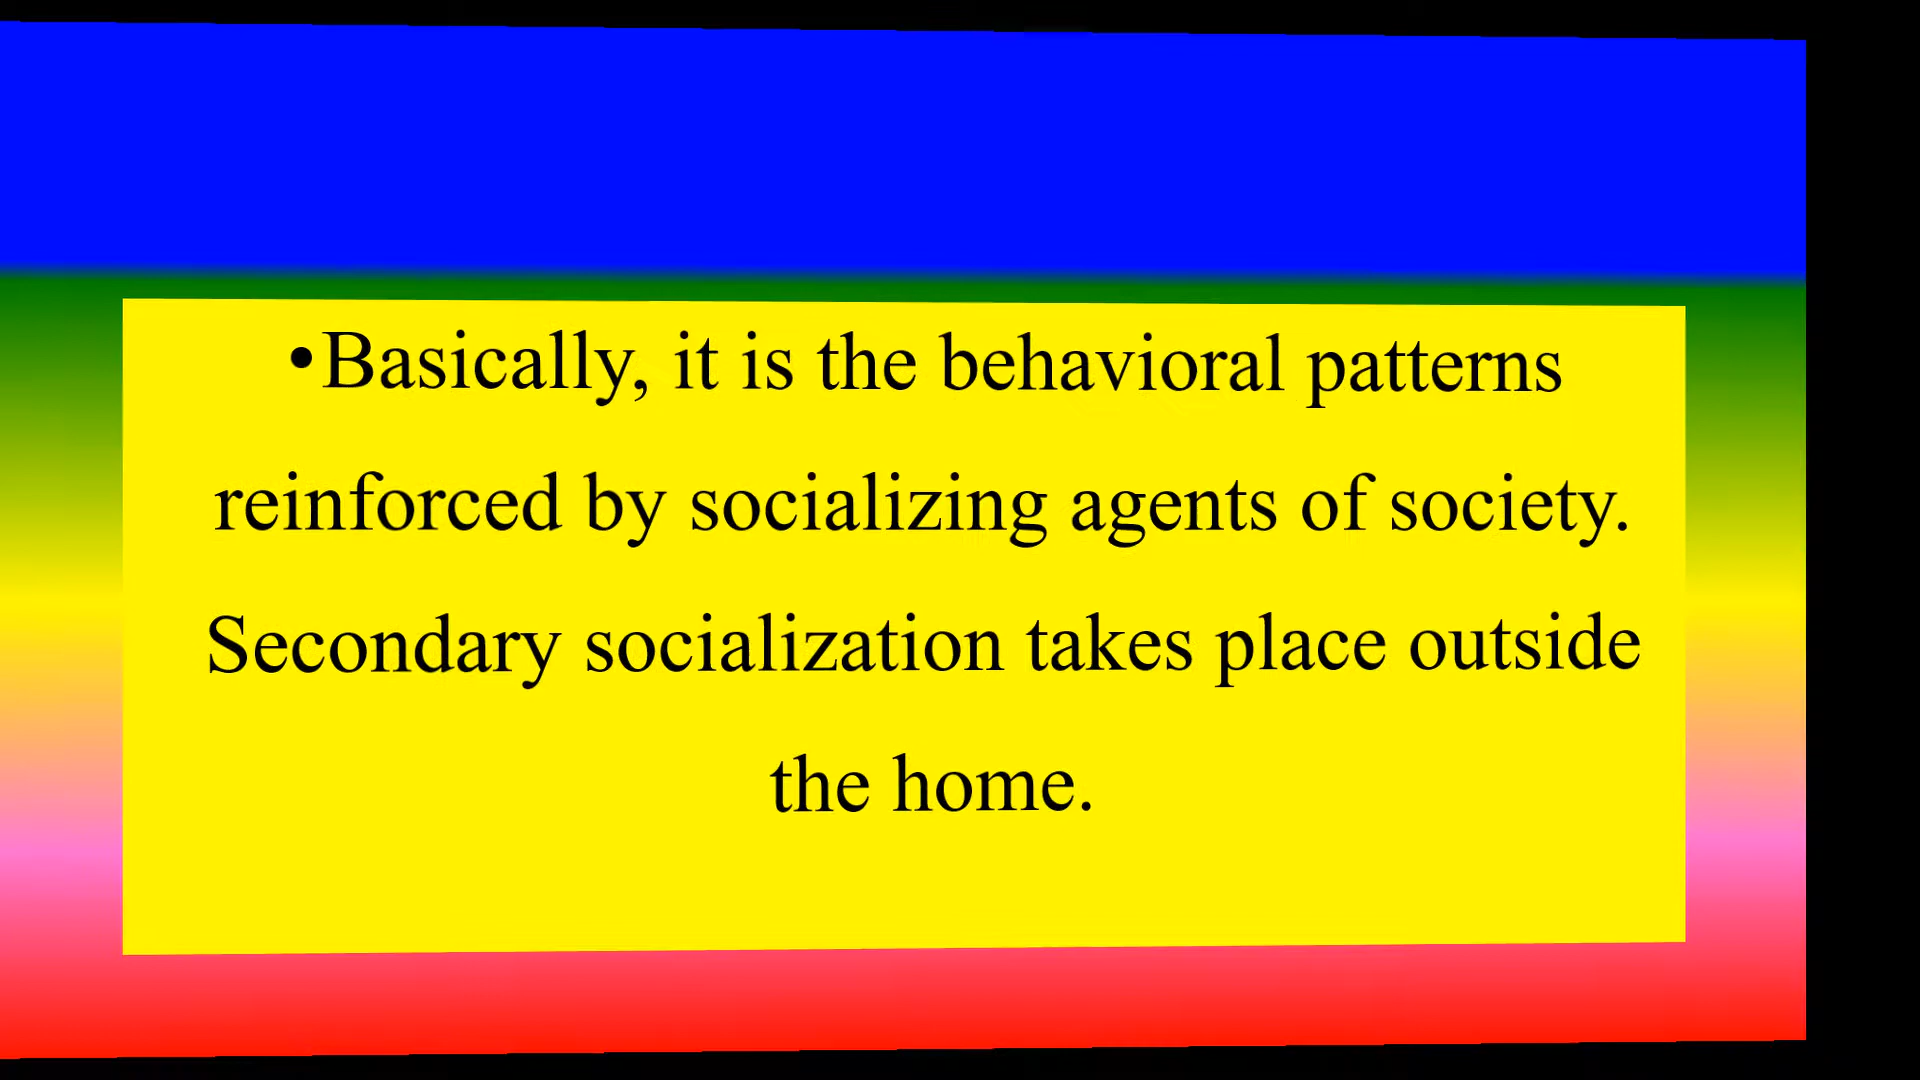 •Basically, it is the behavioral patterns
reinforced by socializing agents of society.
Secondary socialization takes place outside
the home.